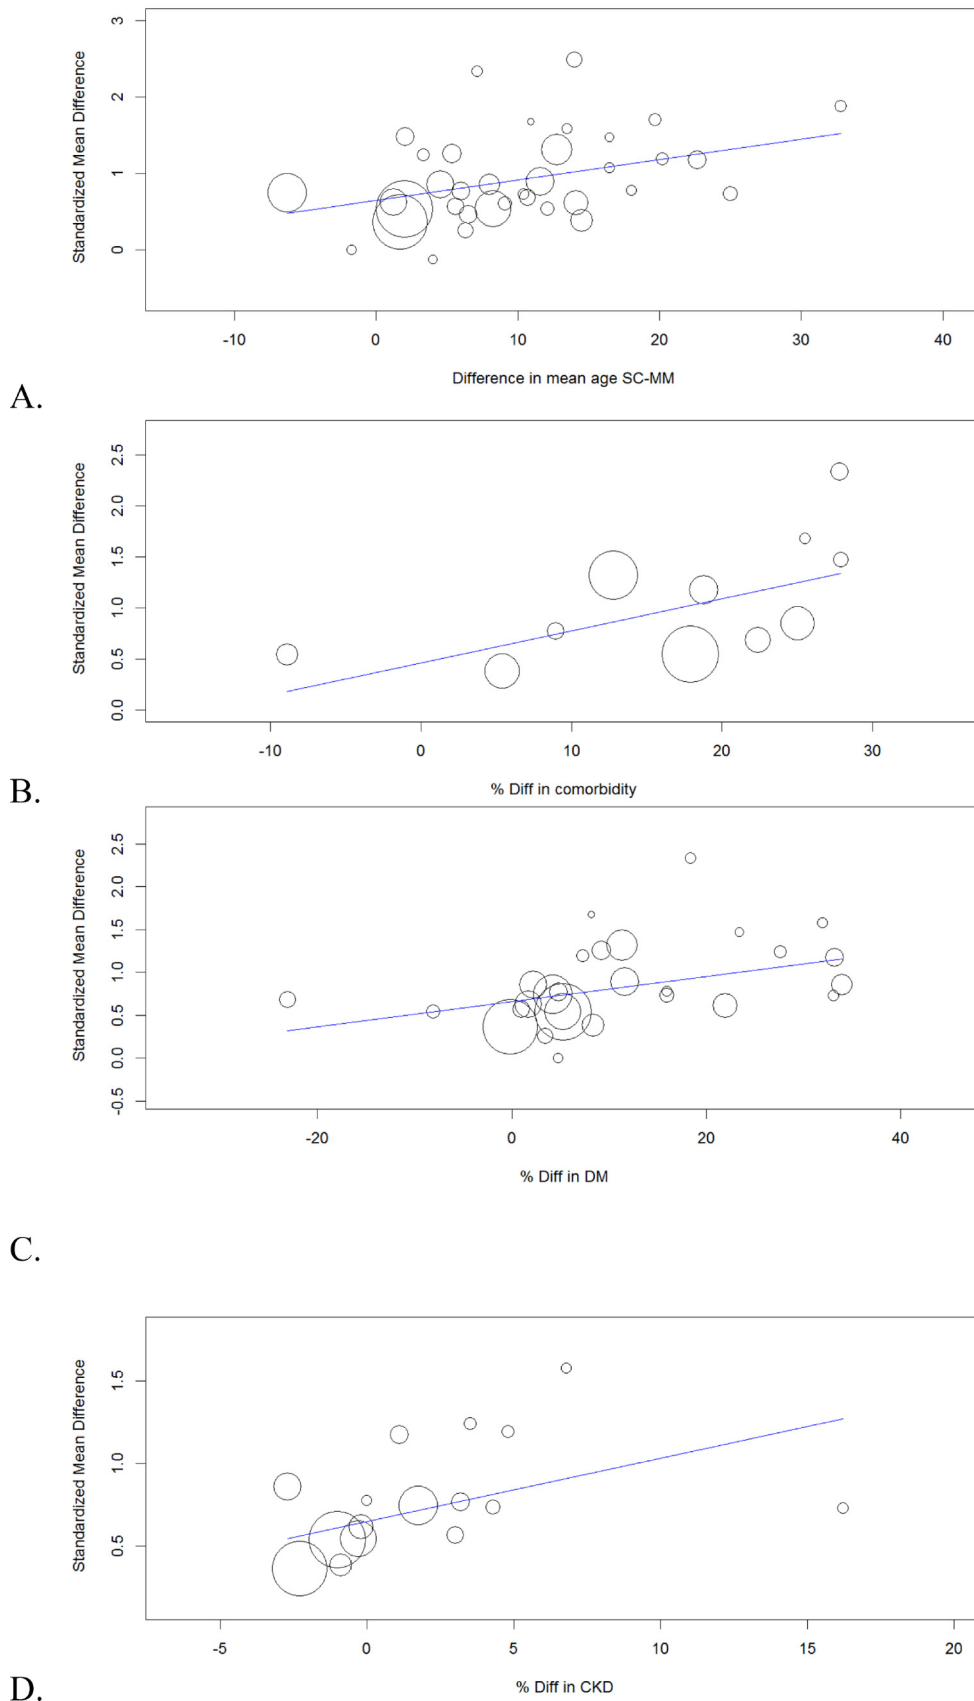 Standardized Mean Difference
3
2
1
0
-10 0 10 20 30 40
Difference in mean age SC-MM
A.
Standardized Mean Difference
2.5
2.0
1.5
1.0
0.5
0.0
-10 0 10 20 30
% Diff in comorbidity
B.
Standardized Mean Difference
2.5
2.0
1.5
1.0
0.5
0.0
-0.5
-20 0 20 40
% Diff in DM
C.
Standardized Mean Difference
1.5
1.0
0.5
-5 0 5 10 15 20
% Diff in CKD
D.